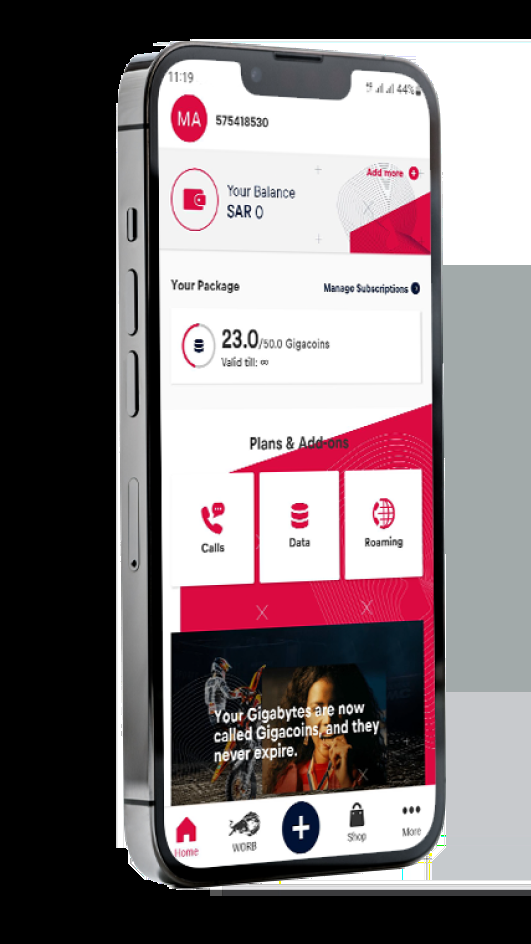 11:19
44%
MA
575418530
Add more
Your Balance
SAR 0
Your Package
Manage Subscriptions
23.0/50.0 Gigacoins
Valid till: ∞
Plans & Add-ons
Calls
Data
Roaming
Your Gigabytes are now
called Gigacoins, and they
never expire.
Home
WORB
Shop
More